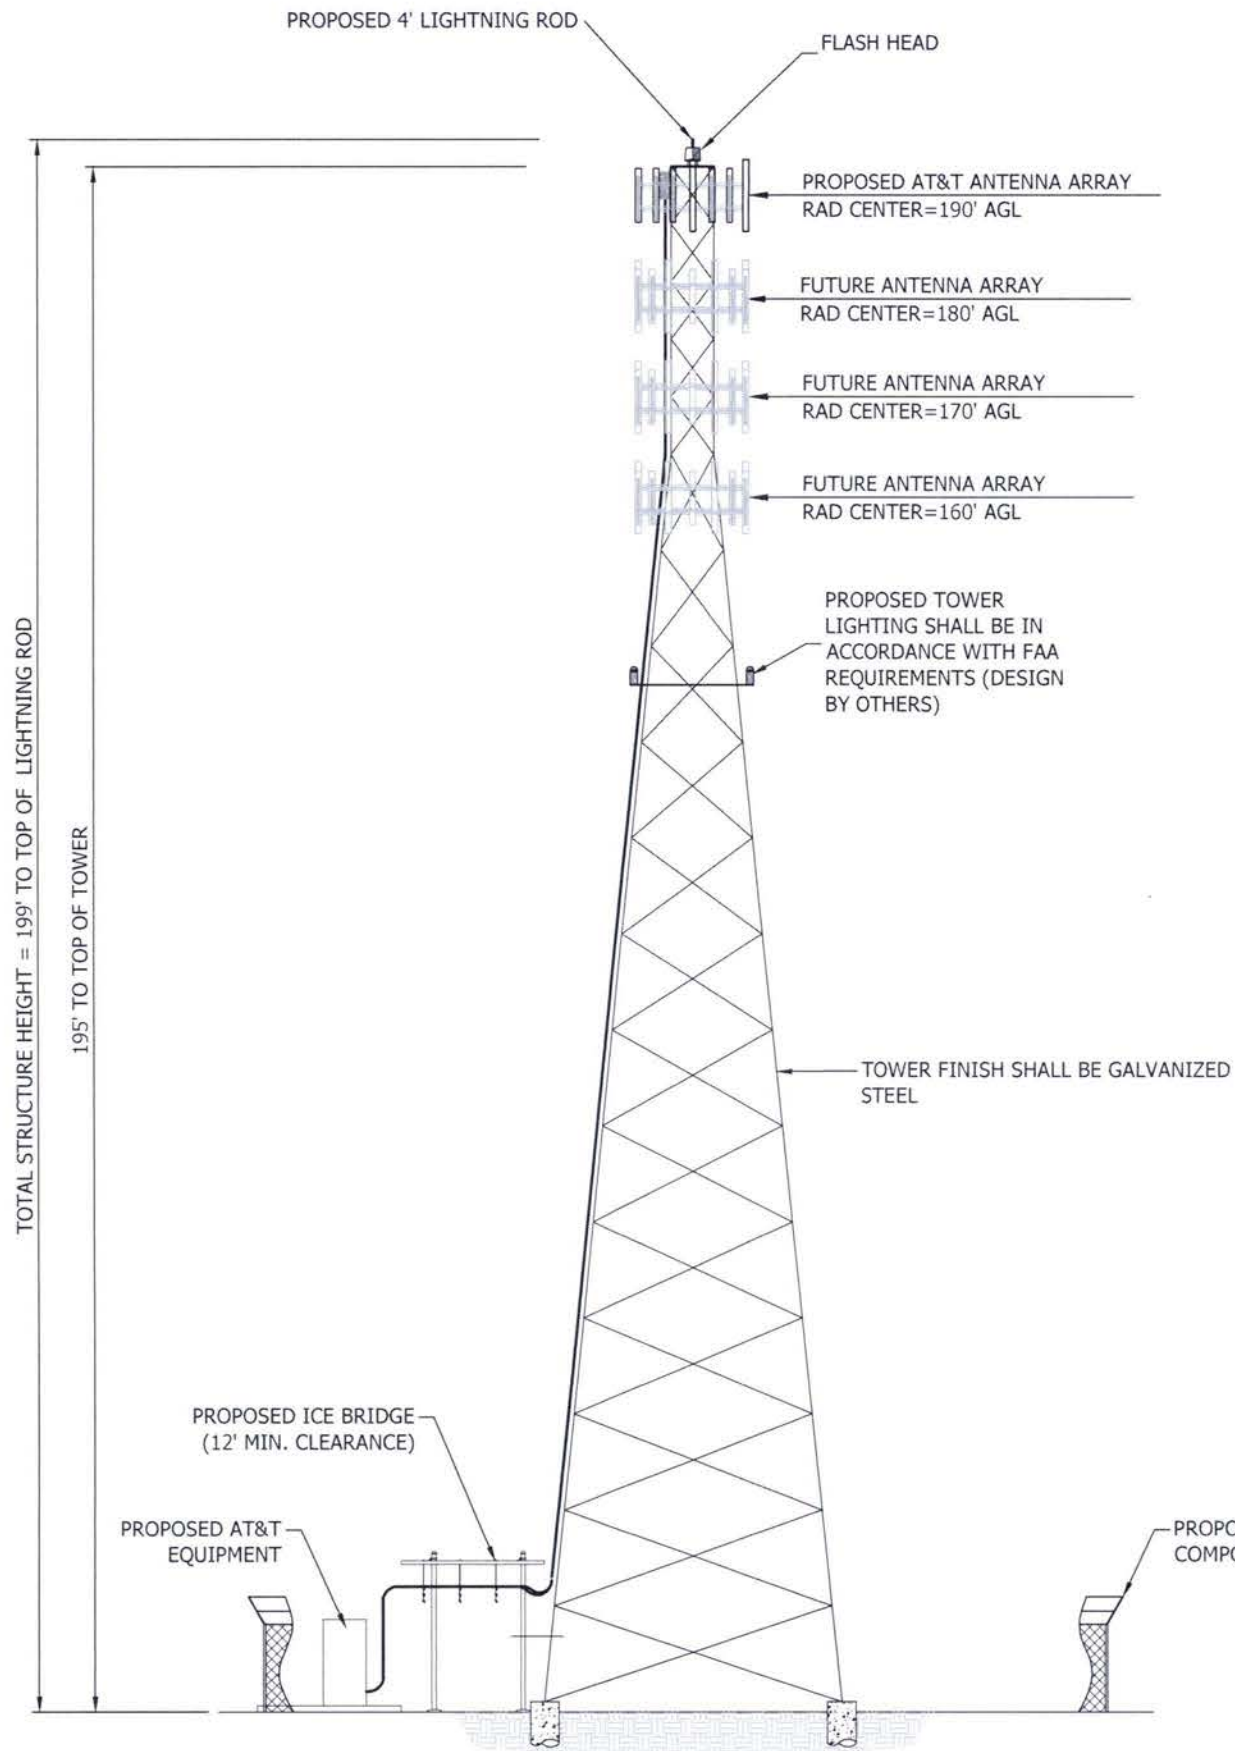 PROPOSED 4' LIGHTNING ROD
FLASH HEAD
PROPOSED AT&T ANTENNA ARRAY
RAD CENTER=190' AGL
FUTURE ANTENNA ARRAY
RAD CENTER=180' AGL
FUTURE ANTENNA ARRAY
RAD CENTER=170' AGL
FUTURE ANTENNA ARRAY
RAD CENTER=160' AGL
PROPOSED TOWER
LIGHTING SHALL BE IN
ACCORDANCE WITH FAA
REQUIREMENTS (DESIGN
BY OTHERS)
TOTAL STRUCTURE HEIGHT = 199' TO TOP OF LIGHTNING ROD
195' TO TOP OF TOWER
TOWER FINISH SHALL BE GALVANIZED
STEEL
PROPOSED ICE BRIDGE
(12' MIN. CLEARANCE)
PROPOSED AT&T
EQUIPMENT